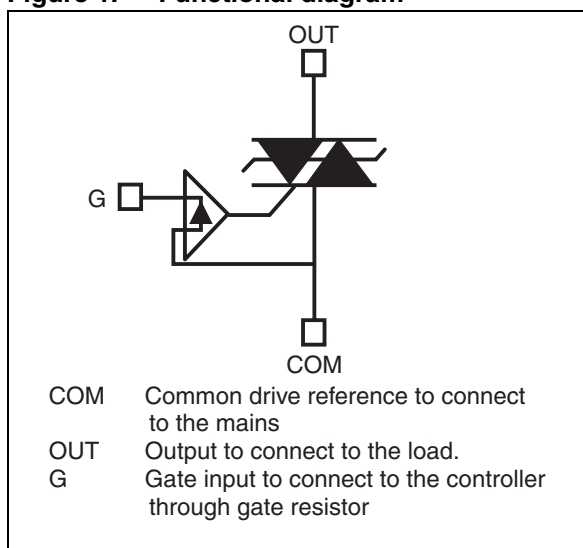 Figure 1. Functional diagram
OUT
G
COM
COM Common drive reference to connect
to the mains
OUT Output to connect to the load.
G Gate input to connect to the controller
through gate resistor